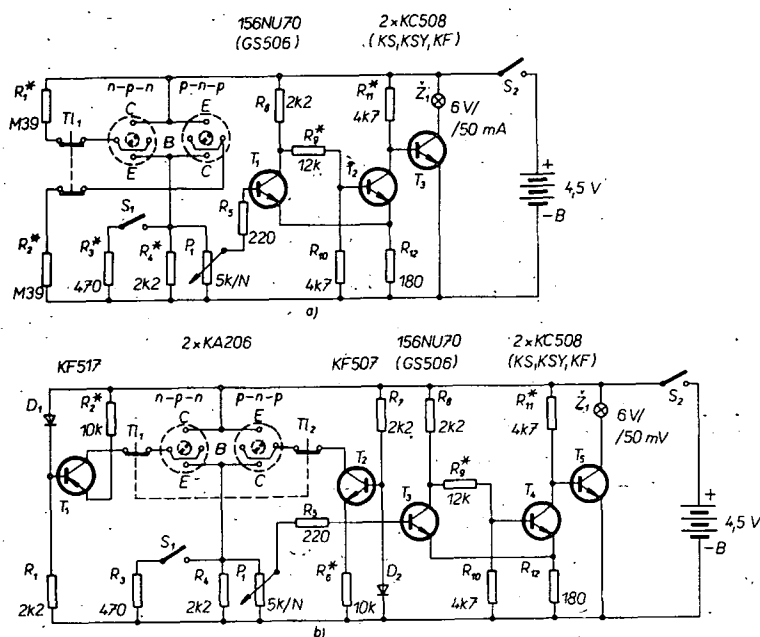 156NU70 2×KC508
(GS506) (KS,KSY,KF)
n-p-n p-n-p
R1* Tl1 C E R8 2k2 R11* 4k7 Ž1 6V/ /50 mA S2
M39 B R9* 12k
E C T1 T2 T3
S1 R5 220 + 4,5 V -B
R2* R3* R4* P1 R10 R12
M39 470 2k2 5k/N 4k7 180
a)
2×KA206 156NU70 2×KC508
KF517 KF507 (GS506) (KS,KSY,KF)
D1 R2* 10k n-p-n p-n-p R7 2k2 R8 2k2 R11* 4k7 Ž1 6V/ /50 mV S2
Tl1 C E Tl2
B R9* 12k
T1 E C T2 T3 T4 T5
R5 220 + 4,5 V -B
S1
R1 R3 R4 P1 R6* D2 R10 R12
2k2 470 2k2 5k/N 10k 4k7 180
b)